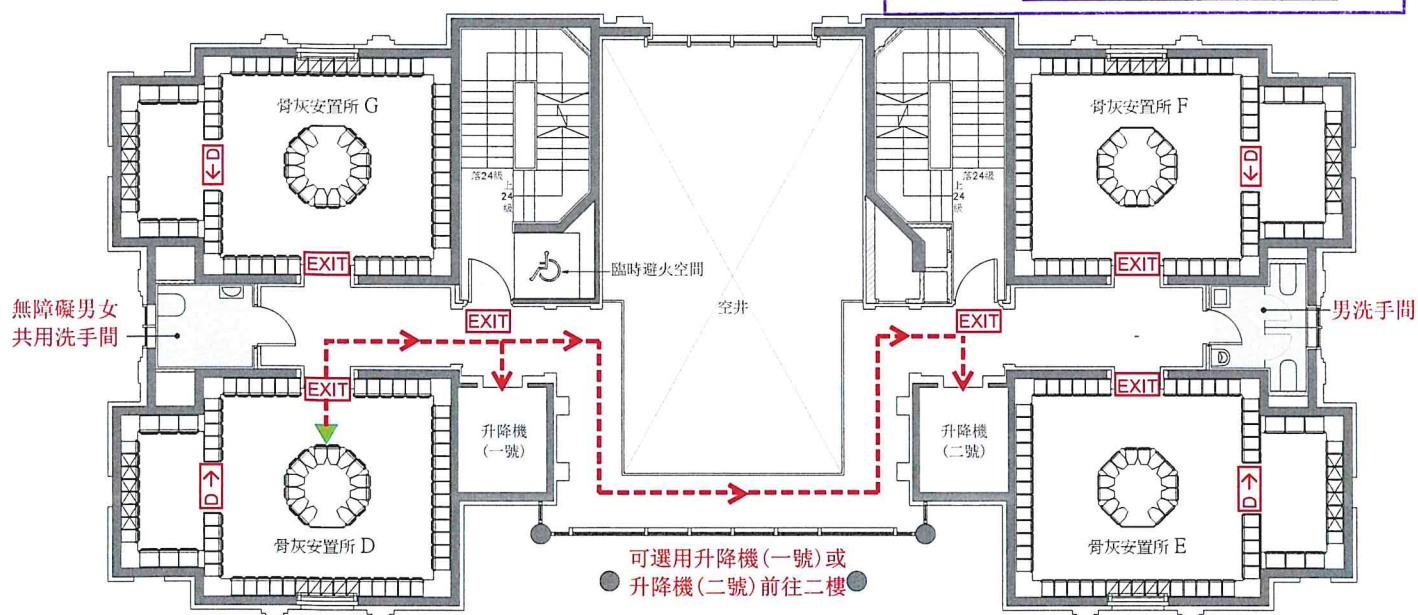 骨灰安置所 G
骨灰安置所 F
D
D
落24級
上
24
級
落24級
上
24
級
EXIT
EXIT
臨時避火空間
空井
無障礙男女
共用洗手間
男洗手間
EXIT
EXIT
EXIT
EXIT
升降機
(一號)
升降機
(二號)
D
D
骨灰安置所 D
骨灰安置所 E
可選用升降機(一號)或
升降機(二號)前往二樓